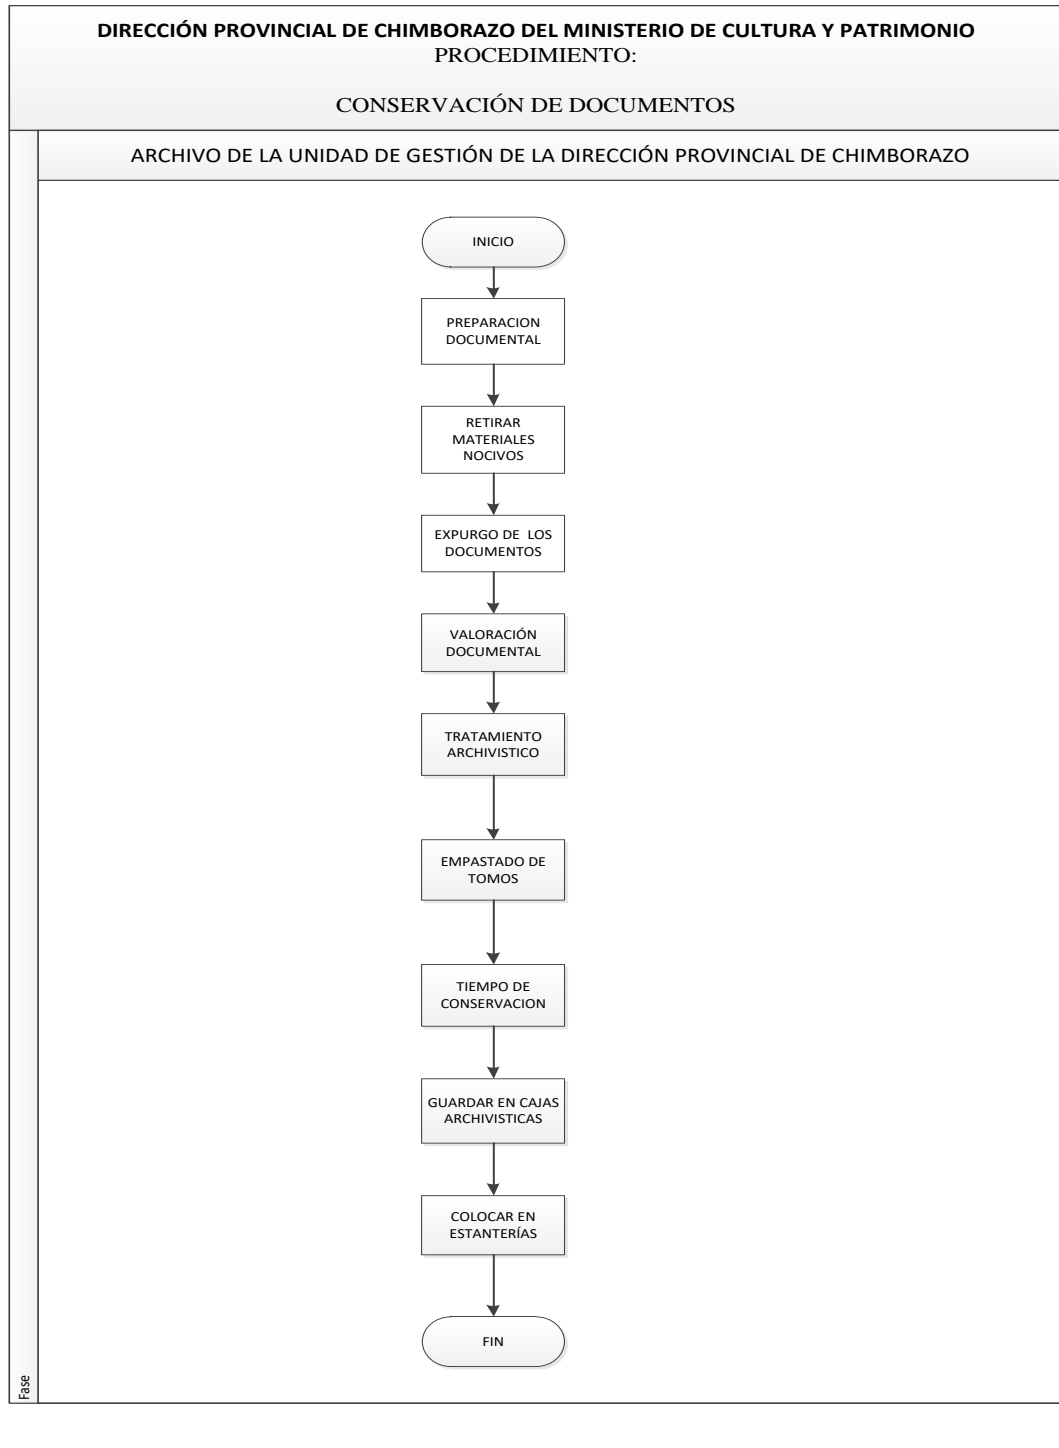 DIRECCIÓN PROVINCIAL DE CHIMBORAZO DEL MINISTERIO DE CULTURA Y PATRIMONIO
PROCEDIMIENTO:
CONSERVACIÓN DE DOCUMENTOS
ARCHIVO DE LA UNIDAD DE GESTIÓN DE LA DIRECCIÓN PROVINCIAL DE CHIMBORAZO
INICIO
PREPARACION
DOCUMENTAL
RETIRAR
MATERIALES
NOCIVOS
EXPURGO DE LOS
DOCUMENTOS
VALORACIÓN
DOCUMENTAL
TRATAMIENTO
ARCHIVISTICO
EMPASTADO DE
TOMOS
TIEMPO DE
CONSERVACION
GUARDAR EN CAJAS
ARCHIVISTICAS
COLOCAR EN
ESTANTERÍAS
FIN
Fase